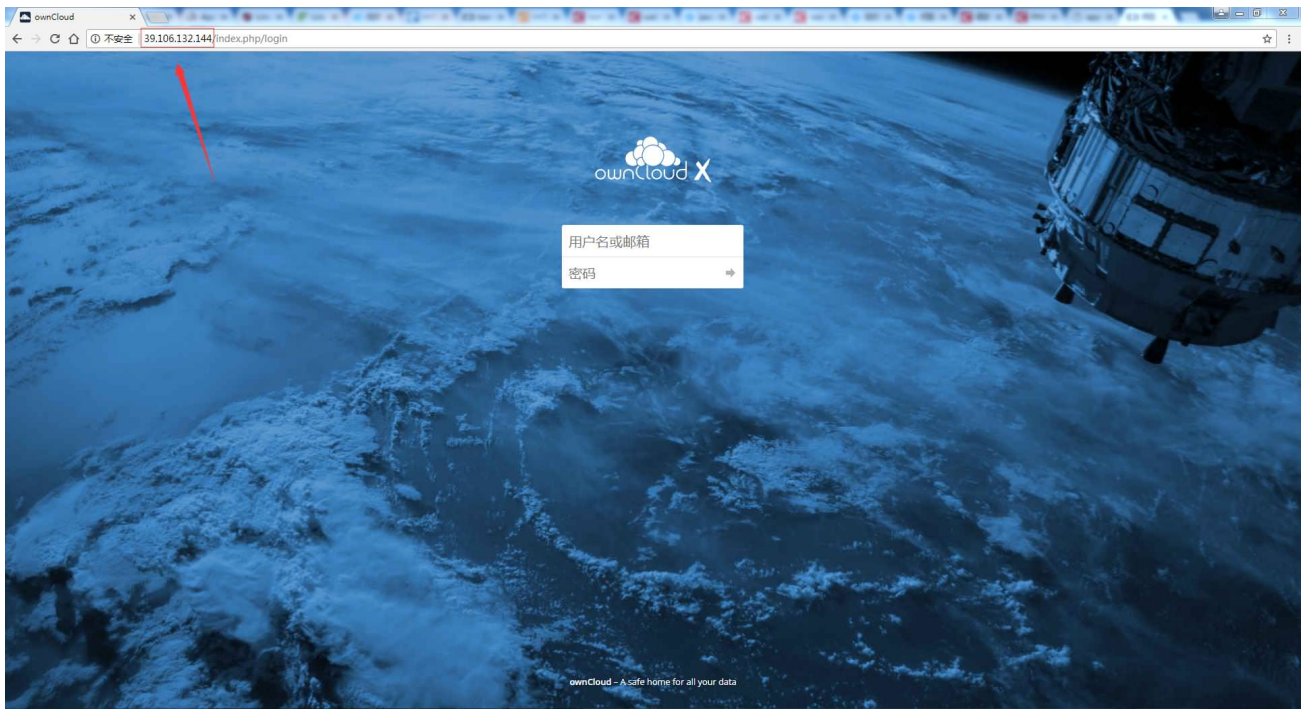 ownCloud
不安全
39.106.132.144/index.php/login
ownCloud X
用户名或邮箱
密码
ownCloud – A safe home for all your data